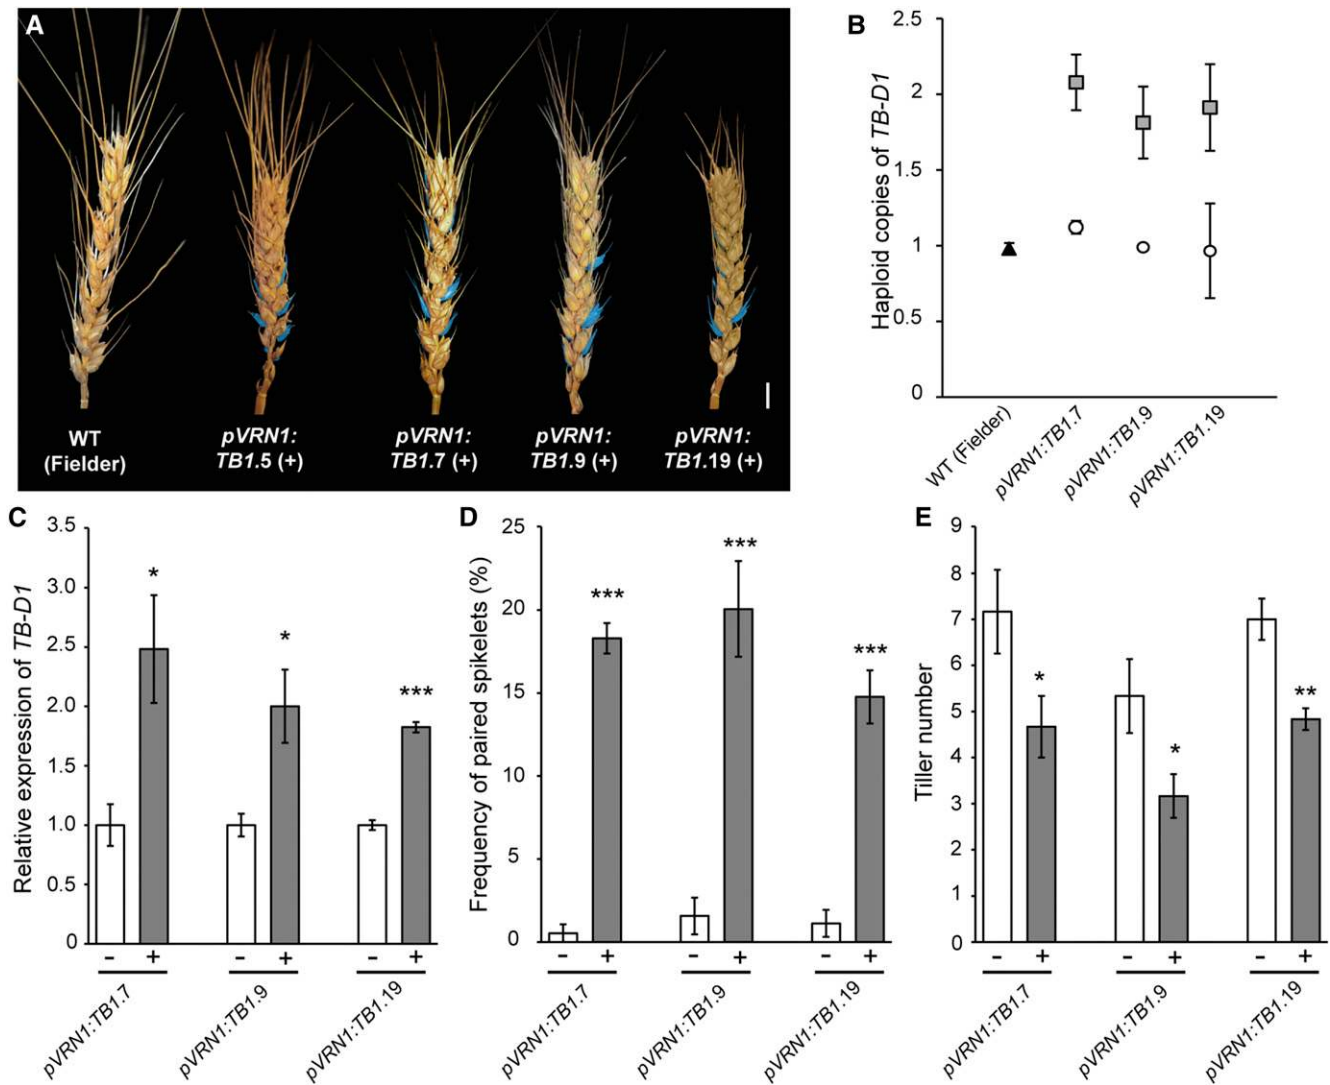 A
WT
(Fielder)
pVRN1:
TB1.5 (+)
pVRN1:
TB1.7 (+)
pVRN1:
TB1.9 (+)
pVRN1:
TB1.19 (+)
B
Haploid copies of TB-D1
2.5
2
1.5
1
0.5
0
WT (Fielder)
pVRN1:TB1.7
pVRN1:TB1.9
pVRN1:TB1.19
C
Relative expression of TB-D1
3.5
3.0
2.5
2.0
1.5
1.0
0.5
0
*
*
***
- + - + - +
pVRN1:TB1.7
pVRN1:TB1.9
pVRN1:TB1.19
D
Frequency of paired spikelets (%)
25
20
15
10
5
0
***
***
***
- + - + - +
pVRN1:TB1.7
pVRN1:TB1.9
pVRN1:TB1.19
E
Tiller number
9
8
7
6
5
4
3
2
1
0
*
*
**
- + - + - +
pVRN1:TB1.7
pVRN1:TB1.9
pVRN1:TB1.19